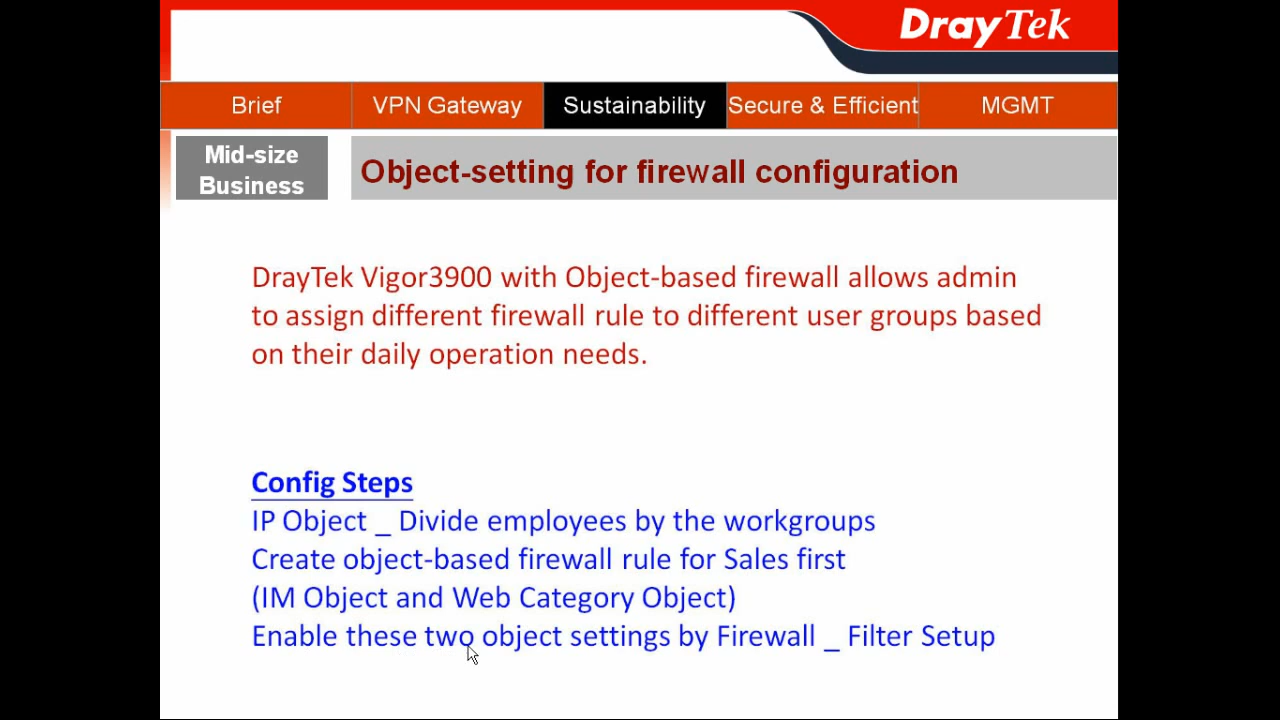 DrayTek
Brief VPN Gateway Sustainability Secure & Efficient MGMT
Mid-size
Business
Object-setting for firewall configuration
DrayTek Vigor3900 with Object-based firewall allows admin
to assign different firewall rule to different user groups based
on their daily operation needs.
Config Steps
IP Object _ Divide employees by the workgroups
Create object-based firewall rule for Sales first
(IM Object and Web Category Object)
Enable these two object settings by Firewall _ Filter Setup